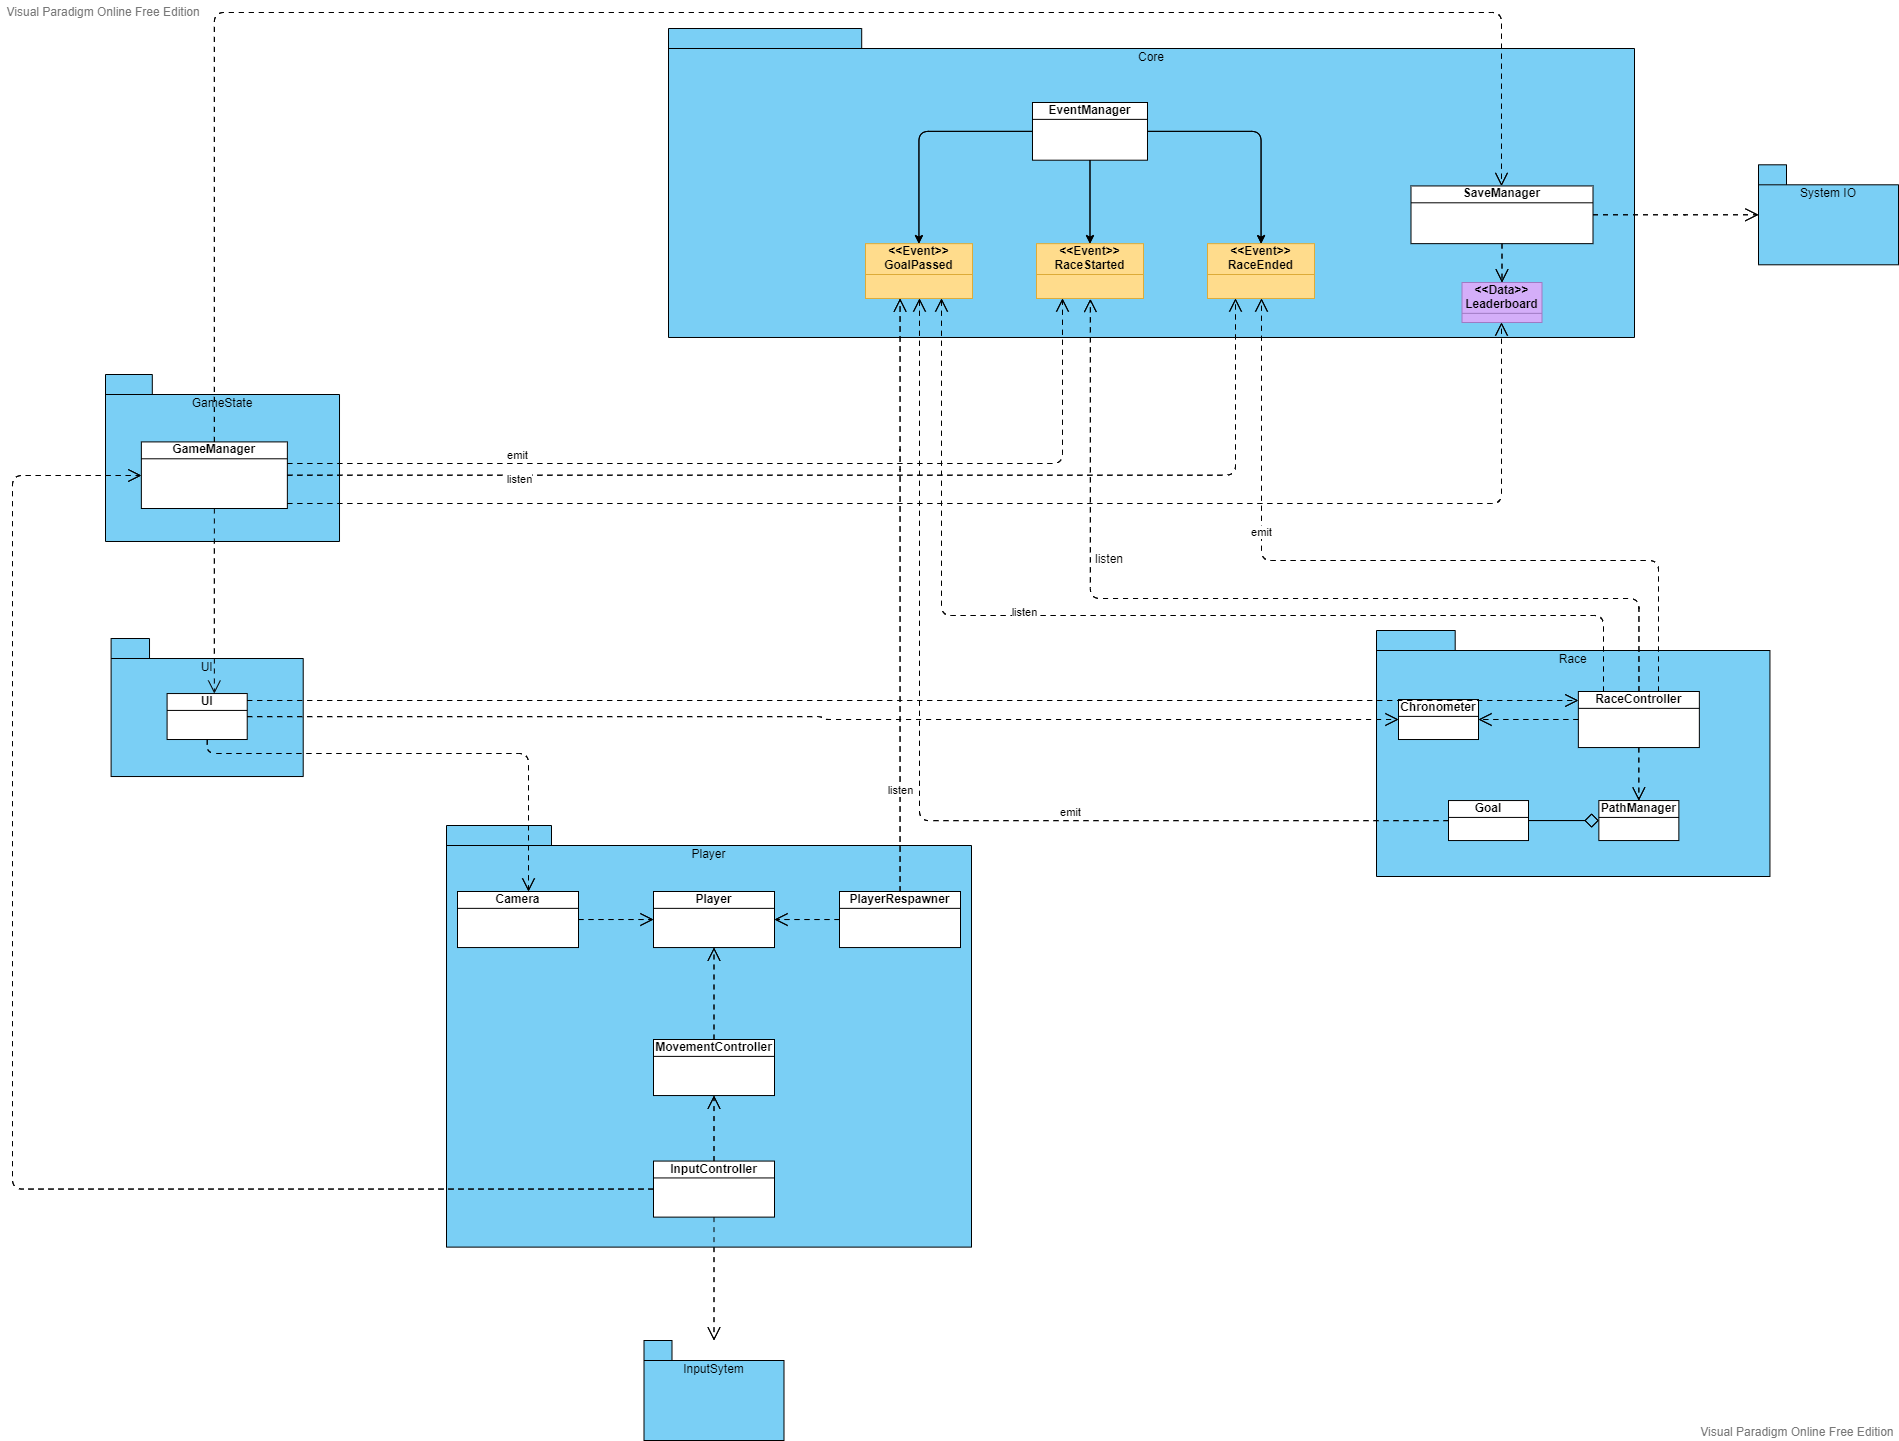 Visual Paradigm Online Free Edition
Core
EventManager
SaveManager
System IO
<<Event>>
GoalPassed
<<Event>>
RaceStarted
<<Event>>
RaceEnded
<<Data>>
Leaderboard
GameState
GameManager
emit
listen
emit
listen
listen
UI
UI
Race
Chronometer
RaceController
listen
emit
Goal
PathManager
Player
Camera
Player
PlayerRespawner
MovementController
InputController
InputSytem
Visual Paradigm Online Free Edition